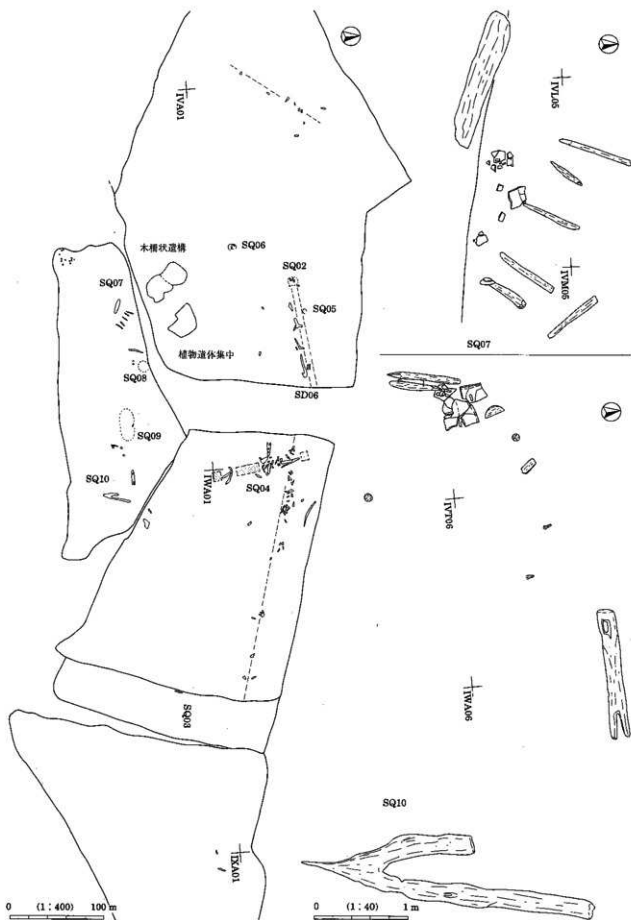 IVA01
木柵状遺構
SQ06
SQ02
SQ05
SQ07
植物遺体集中
SQ08
SD06
SQ09
SQ10
IWA01
SQ04
SQ03
IXA01
0 (1：400) 100 m
IVL05
IVM06
SQ07
IVT06
IWA06
SQ10
0 (1：40) 1 m